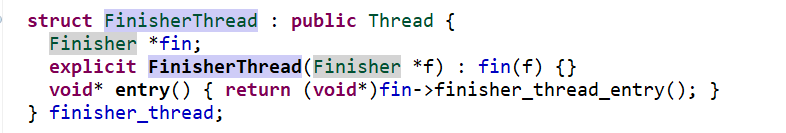 struct FinisherThread : public Thread {
  Finisher *fin;
  explicit FinisherThread(Finisher *f) : fin(f) {}
  void* entry() { return (void*)fin->finisher_thread_entry(); }
} finisher_thread;